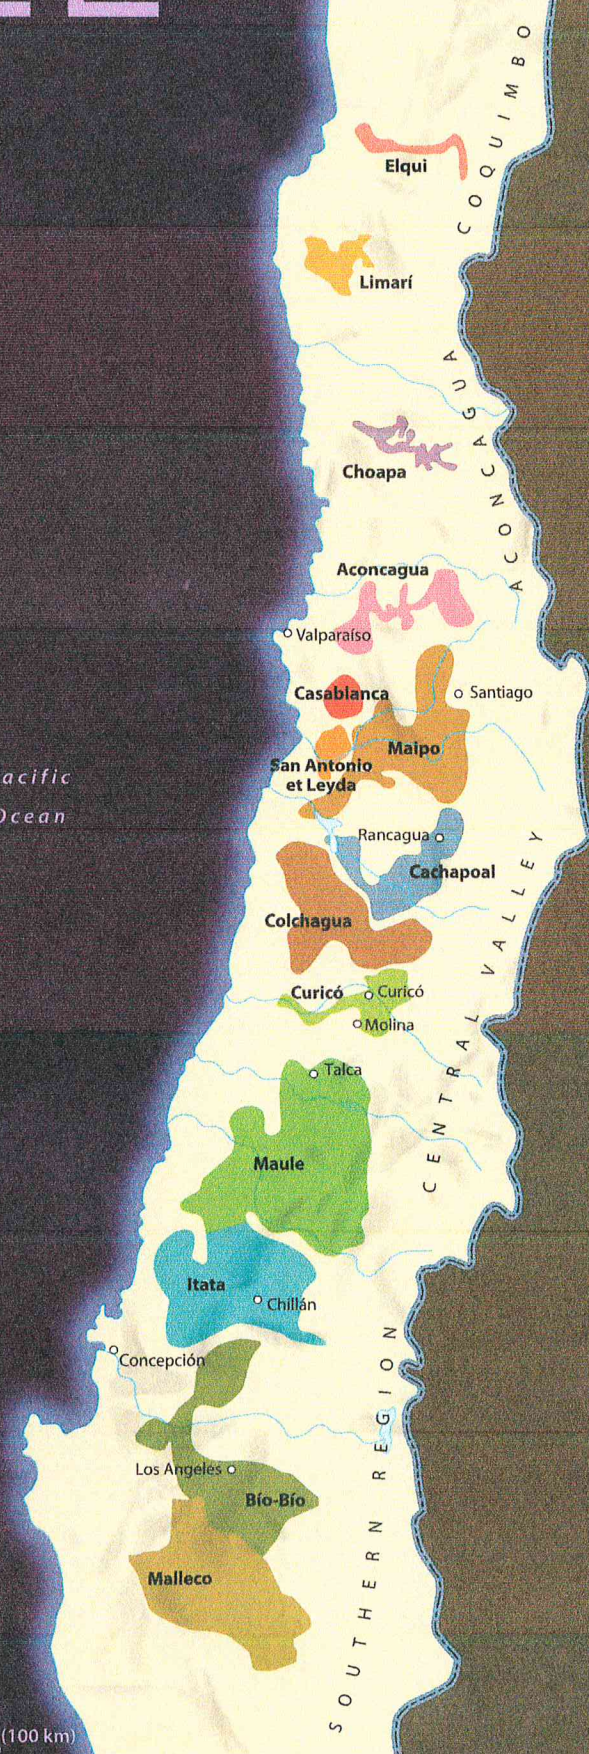 COQUIMBO
Elqui
Limarí
ACONCAGUA
Choapa
Aconcagua
Valparaíso
Casablanca
Santiago
Maipo
San Antonio
et Leyda
acific
Ocean
Rancagua
Cachapoal
CENTRAL VALLEY
Colchagua
Curicó
Curicó
Molina
Talca
Maule
Itata
Chillán
Concepción
SOUTHERN REGION
Los Angeles
Bío-Bío
Malleco
(100 km)